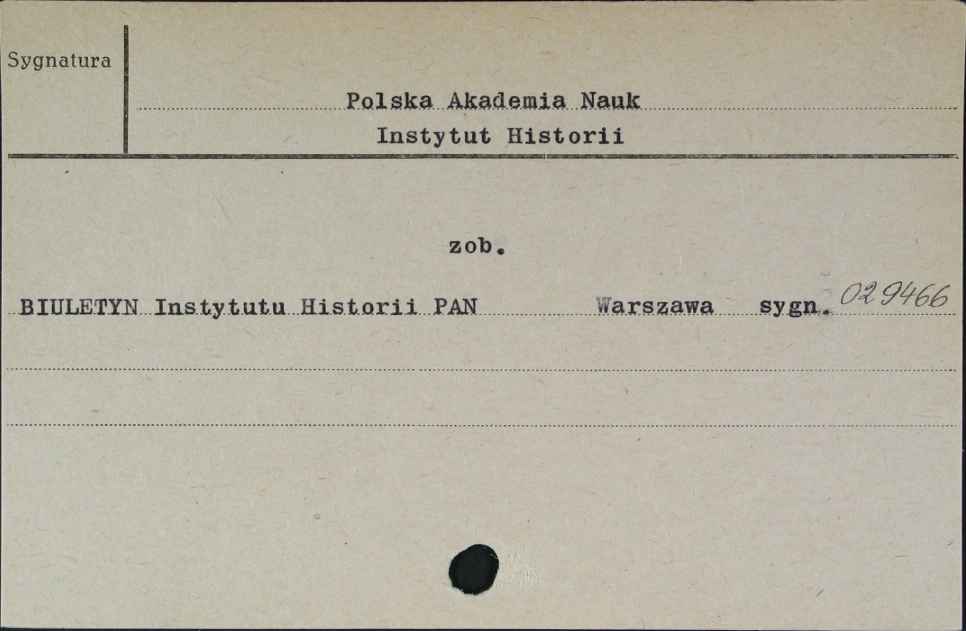 Sygnatura
Polska Akademia Nauk
Instytut Historii
zob.
BIULETYN Instytutu Historii PAN Warszawa sygn. 029466